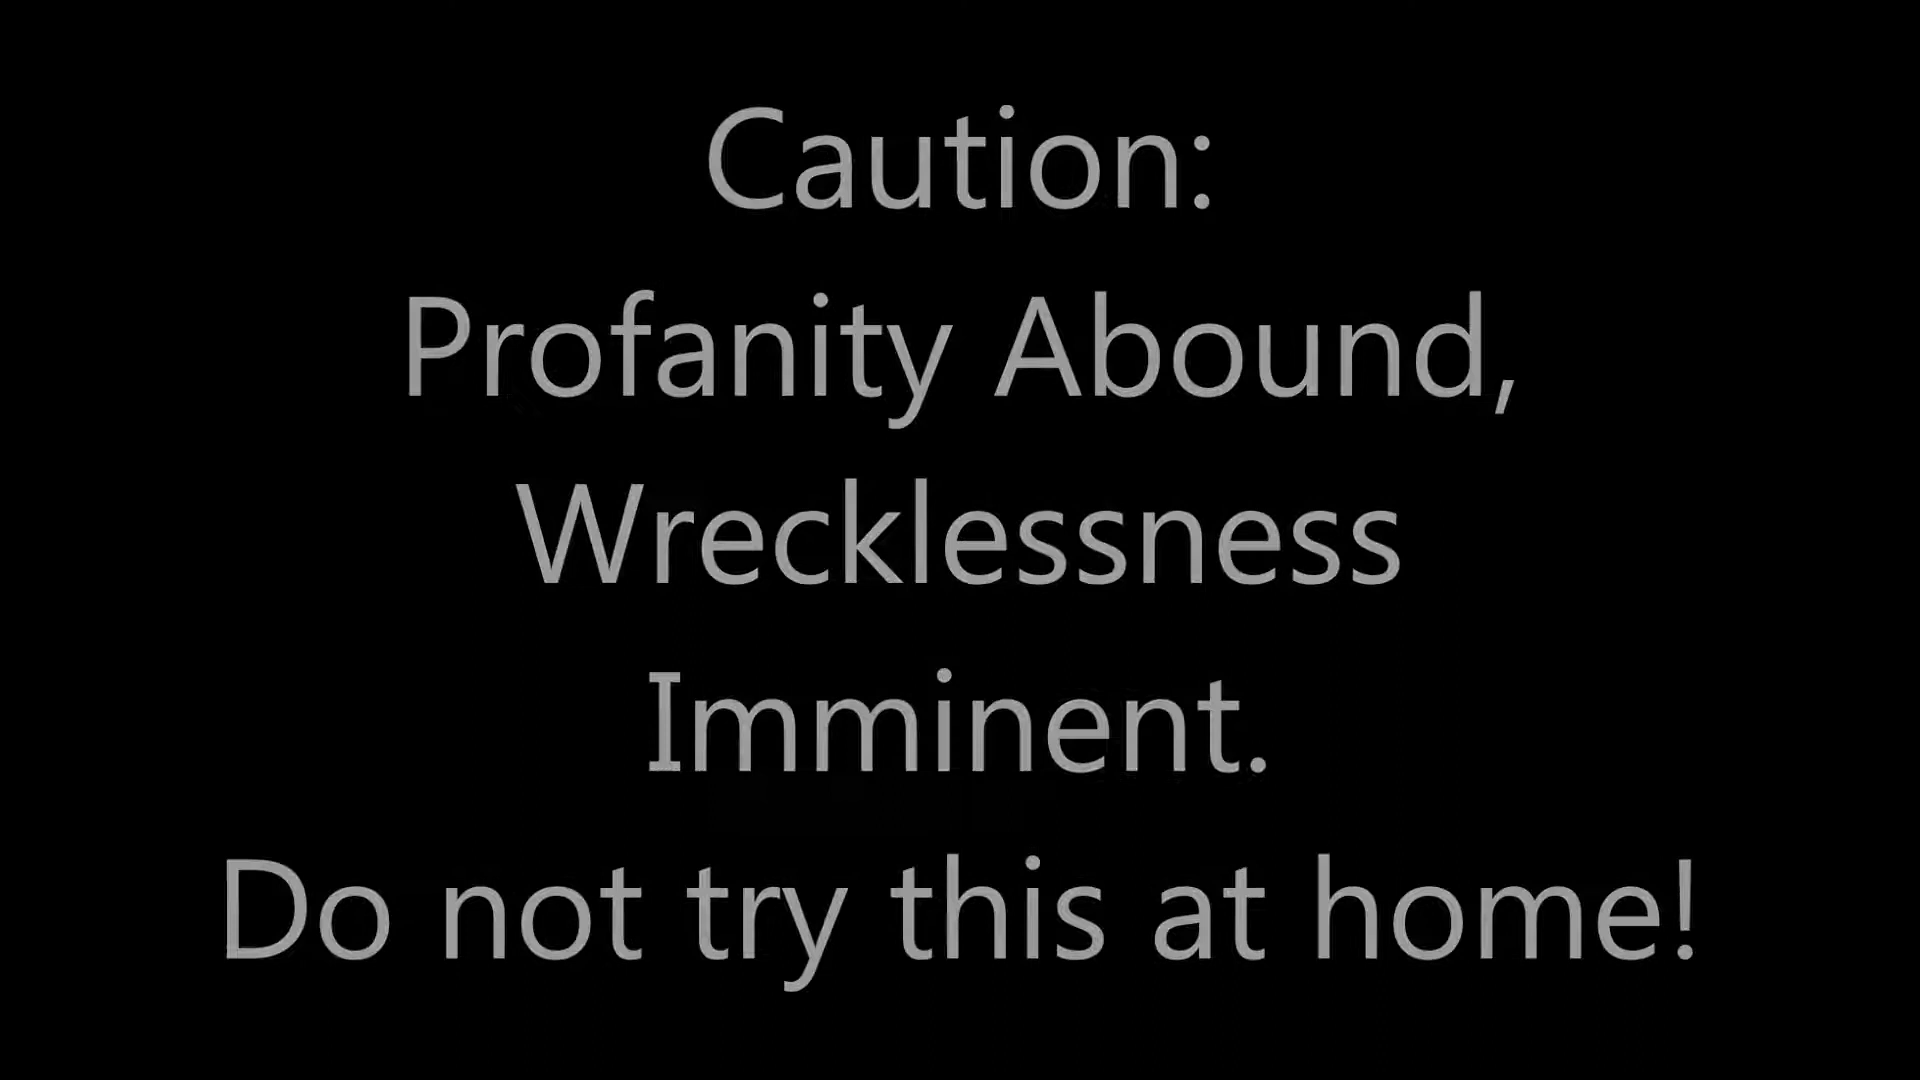 Caution:
Profanity Abound,
Wrecklessness
Imminent.
Do not try this at home!